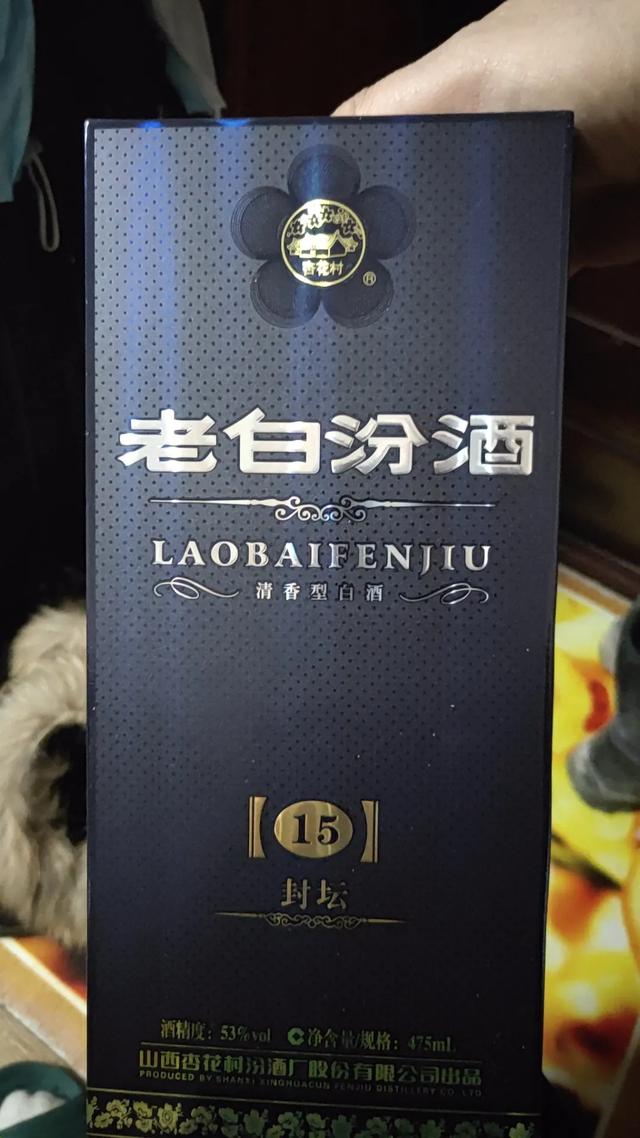 杏花村
®
老白汾酒
LAOBAIFENJIU
清香型白酒
【15】
封坛
酒精度：53%vol C净含量/规格：475mL
山西杏花村汾酒厂股份有限公司出品
PRODUCED BY SHANXI XINGHUACUN FENJIU DISTILLERY CO. LTD